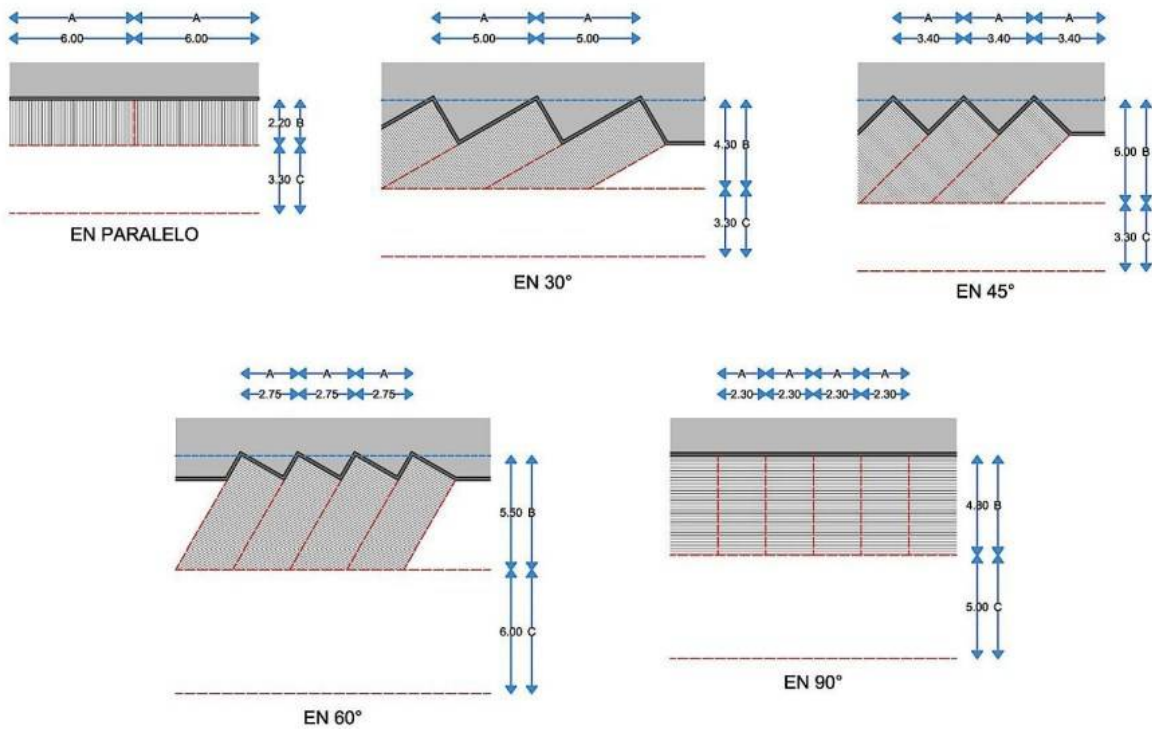 A A
6.00 6.00
2.20 B
3.30 C
EN PARALELO
A A
5.00 5.00
4.30 B
3.30 C
EN 30°
A A A
3.40 3.40 3.40
5.00 B
3.30 C
EN 45°
A A A
2.75 2.75 2.75
5.50 B
6.00 C
EN 60°
A A A A
2.30 2.30 2.30 2.30
4.80 B
5.00 C
EN 90°